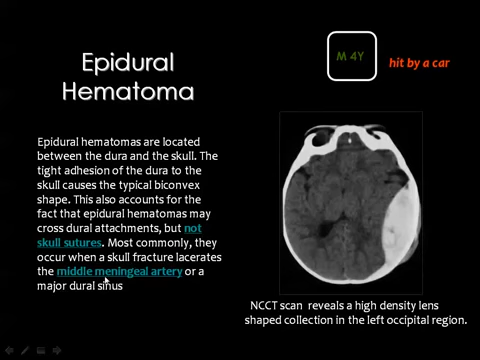 Epidural
Hematoma
M 4Y
hit by a car
Epidural hematomas are located
between the dura and the skull. The
tight adhesion of the dura to the
skull causes the typical biconvex
shape. This also accounts for the
fact that epidural hematomas may
cross dural attachments, but not
skull sutures. Most commonly, they
occur when a skull fracture lacerates
the middle meningeal artery or a
major dural sinus
NCCT scan reveals a high density lens
shaped collection in the left occipital region.